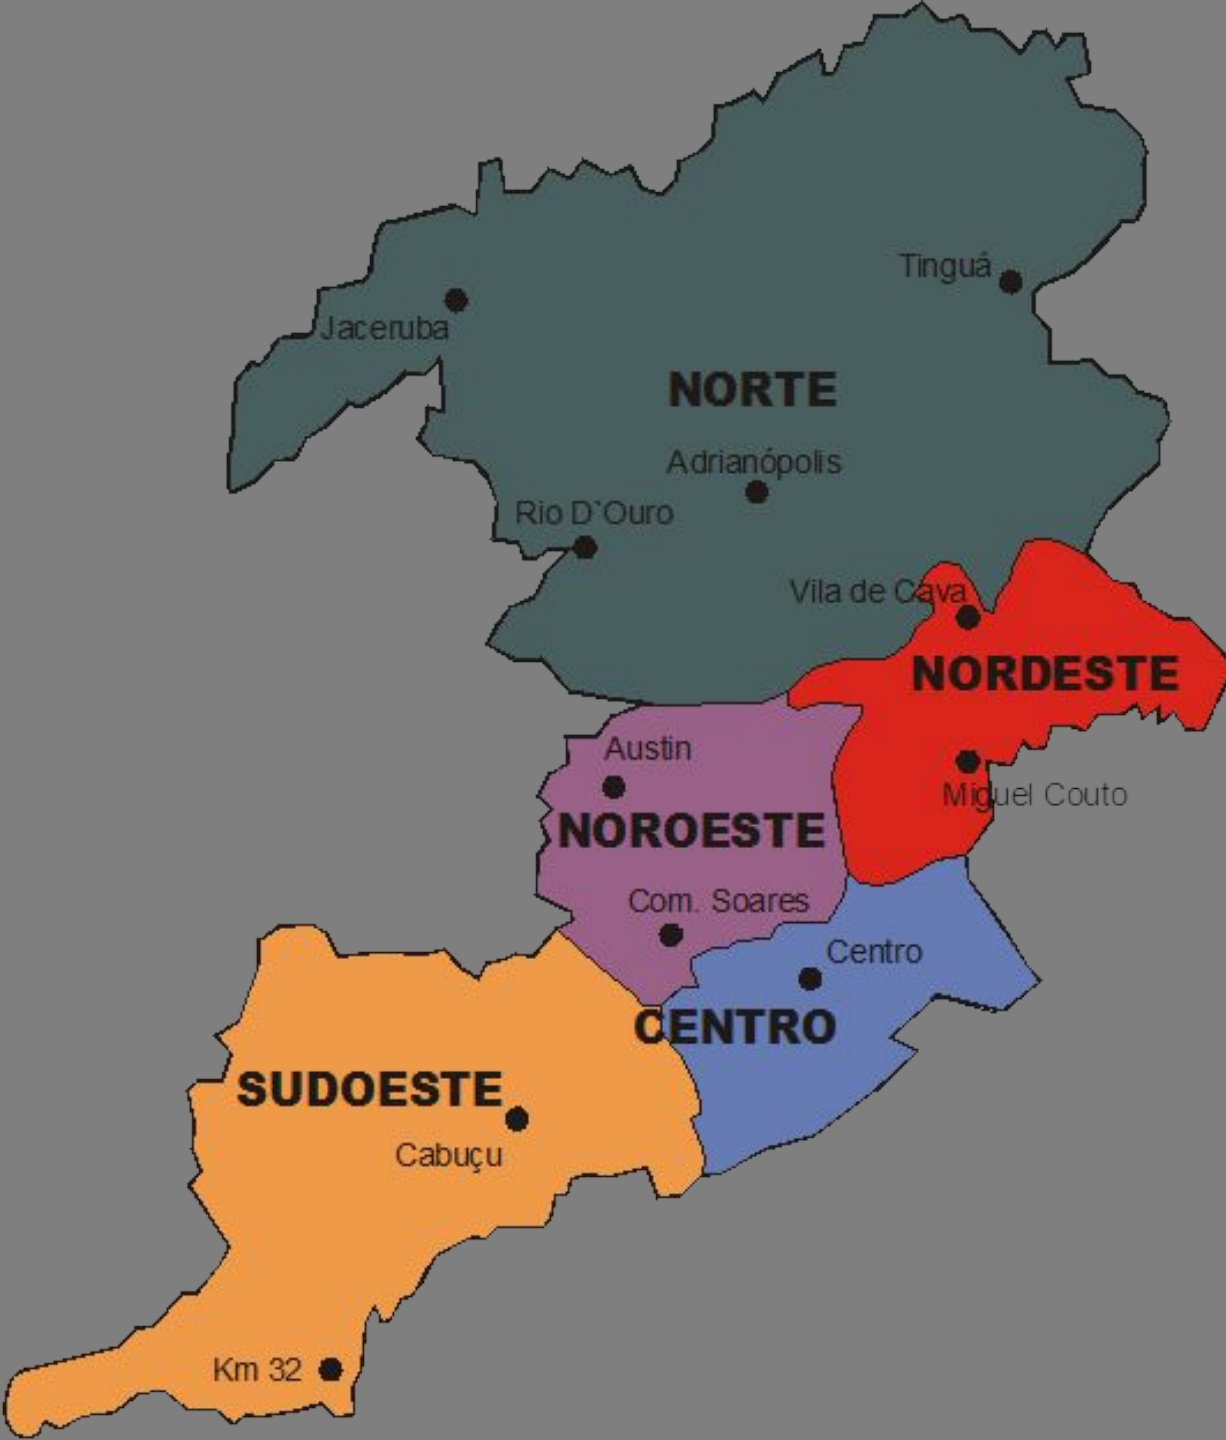 Tinguá
Jaceruba
NORTE
Adrianópolis
Rio D`Ouro
Vila de Cava
NORDESTE
Austin
Miguel Couto
NOROESTE
Com. Soares
Centro
CENTRO
SUDOESTE
Cabuçu
Km 32